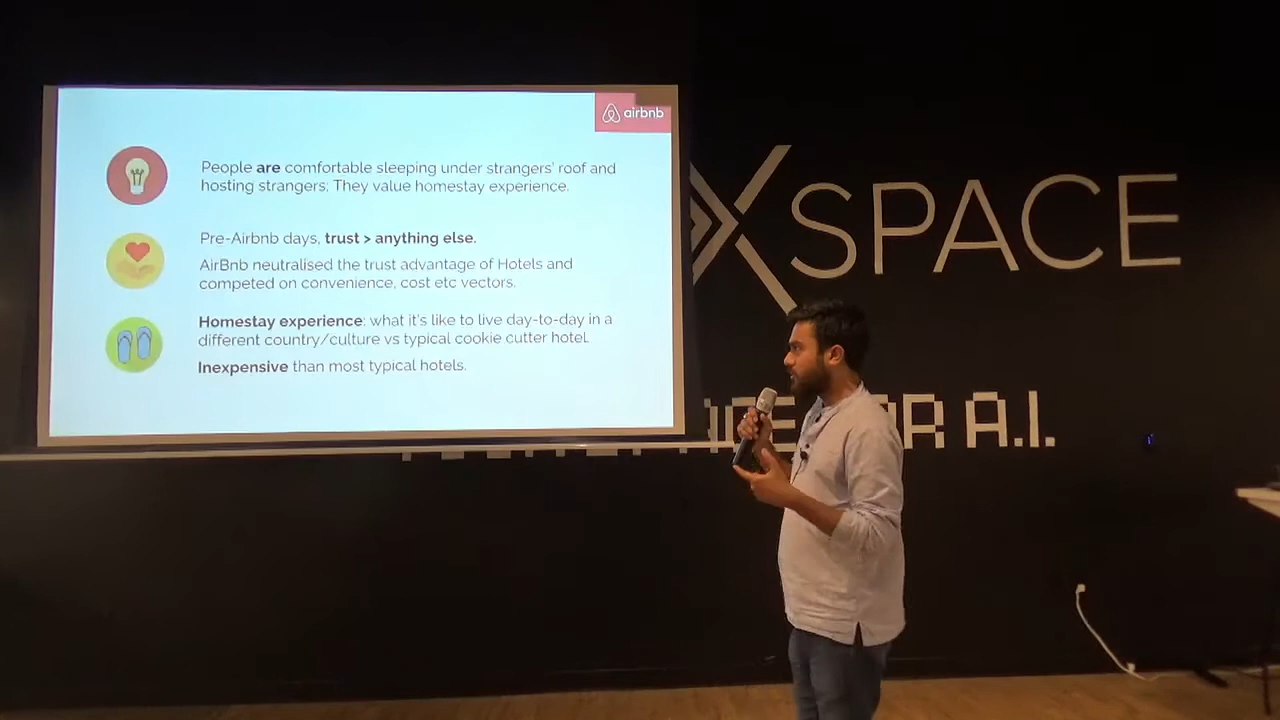 airbnb
People are comfortable sleeping under strangers' roof and
hosting strangers: They value homestay experience.
Pre-Airbnb days, trust > anything else.
AirBnb neutralised the trust advantage of Hotels and
competed on convenience, cost etc vectors.
Homestay experience: what it's like to live day-to-day in a
different country/culture vs typical cookie cutter hotel.
Inexpensive than most typical hotels.
XSPACE
A.I.